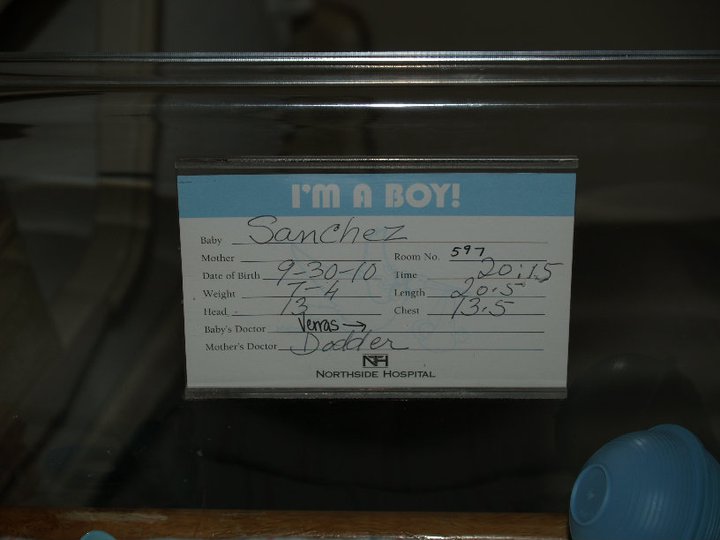 I'M A BOY!
Baby Sanchez
Mother Room No. 597
Date of Birth 9-30-10 Time 20:15
Weight 7-4 Length 20.5
Head 13 Chest 13.5
Baby's Doctor Verras →
Mother's Doctor Dodder
NH
NORTHSIDE HOSPITAL